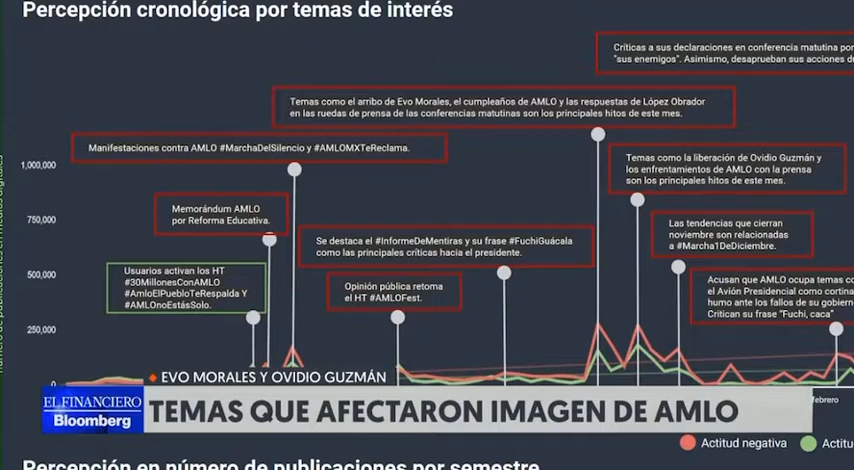 Percepción cronológica por temas de interés
Críticas a sus declaraciones en conferencia matutina por
"sus enemigos". Asimismo, desaprueban sus acciones
Temas como el arribo de Evo Morales, el cumpleaños de AMLO y las respuestas de López Obrador
en las ruedas de prensa de las conferencias matutinas son los principales hitos de este mes.
Manifestaciones contra AMLO #MarchaDelSilencio y #AMLOMXTeReclama.
Temas como la liberación de Ovidio Guzmán y
los enfrentamientos de AMLO con la prensa
son los principales hitos de este mes.
1,000,000
Memorándum AMLO
por Reforma Educativa.
750,000
Las tendencias que cierran
noviembre son relacionadas
a #Marcha1DeDiciembre.
Se destaca el #InformeDeMentiras y su frase #FuchiGuácala
como las principales críticas hacia el presidente.
Usuarios activan los HT
#30MillonesConAMLO
#AmloElPuebloTeRespalda Y
#AMLOnoEstásSolo.
500,000
Opinión pública retoma
el HT #AMLOFest.
Acusan que AMLO ocupa temas
el Avión Presidencial como
humo ante los fallos de su
Critican su frase "Fuchi, caca"
250,000
0
número de publicaciones en medios digitales
EVO MORALES Y OVIDIO GUZMÁN
EL FINANCIERO
Bloomberg
TEMAS QUE AFECTARON IMAGEN DE AMLO
febrero
Actitud negativa
Percepción en número de publicaciones por semestre